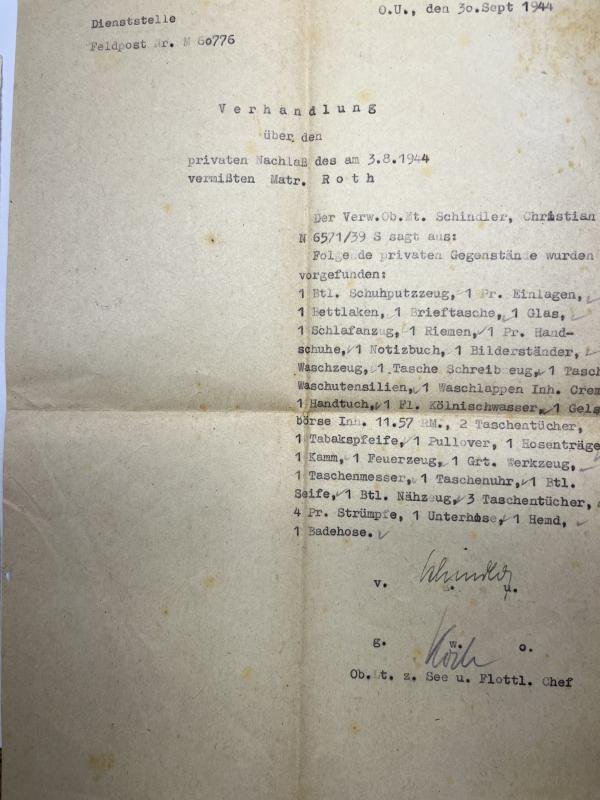 Dienststelle
O.U., den 30.Sept 1944
Feldpost Nr. M 60776
Verhandlung
über den
privaten Nachlaß des am 3.8.1944
vermißten Matr. Roth
Der Verw.Ob.Mt. Schindler, Christian
N 6571/39 S sagt aus:
Folgende privaten Gegenstände wurden
vorgefunden:
1 Btl. Schuhputzzeug, 1 Pr. Einlagen,
1 Bettlaken, 1 Brieftasche, 1 Glas,
1 Schlafanzug, 1 Riemen, 1 Pr. Hand-
schuhe, 1 Notizbuch, 1 Bilderständer,
Waschzeug, 1 Tasche Schreibzeug, 1 Tasch
Waschutensilien, 1 Waschlappen Inh. Crem
1 Handtuch, 1 Fl. Kölnischwasser, 1 Gel
börse Inh. 11.57 RM., 2 Taschentücher,
1 Tabakspfeife, 1 Pullover, 1 Hosenträge
1 Kamm, 1 Feuerzeug, 1 Grt. Werkzeug,
1 Taschenmesser, 1 Taschenuhr, 1 Btl.
Seife, 1 Btl. Nähzeug, 3 Taschentücher,
4 Pr. Strümpfe, 1 Unterhose, 1 Hemd,
1 Badehose.
Schindler
v. g. u.
g. w. o.
Ob.Lt. z. See u. Flottl. Chef